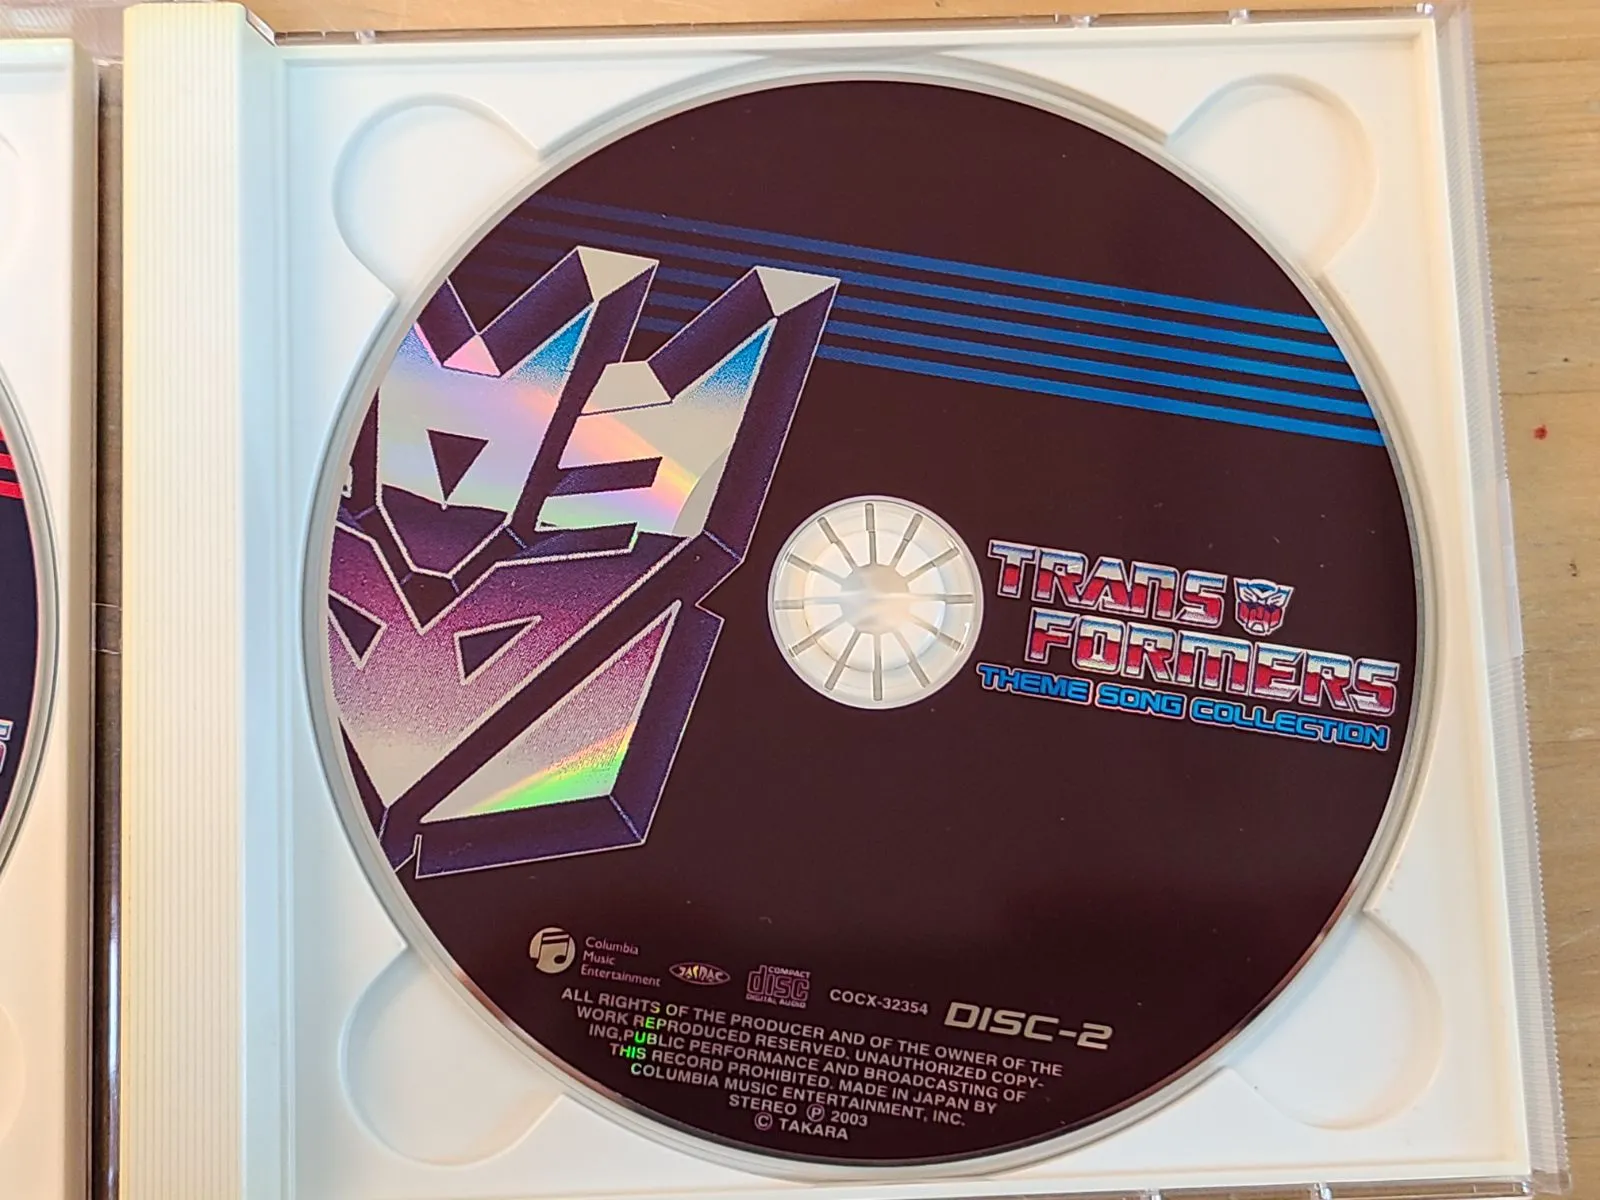 TRANS
FORMERS
THEME SONG COLLECTION
Columbia
Music
Entertainment
JASRAC
COMPACT
disc
DIGITAL AUDIO
COCX-32354
DISC-2
ALL RIGHTS OF THE PRODUCER AND OF THE OWNER OF THE
WORK REPRODUCED RESERVED. UNAUTHORIZED COPY-
ING,PUBLIC PERFORMANCE AND BROADCASTING OF
THIS RECORD PROHIBITED. MADE IN JAPAN BY
COLUMBIA MUSIC ENTERTAINMENT, INC.
STEREO Ⓟ 2003
© TAKARA